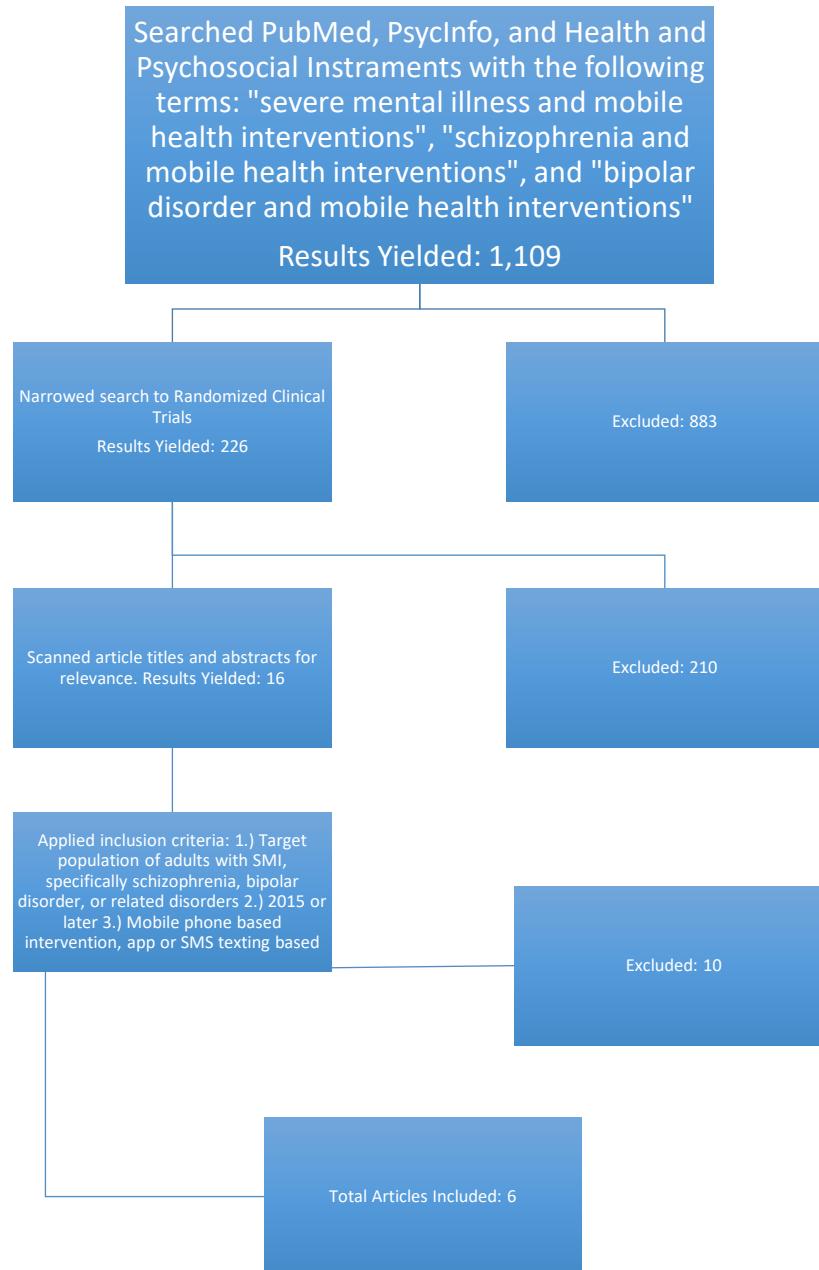 Searched PubMed, PsycInfo, and Health and
Psychosocial Instraments with the following
terms: "severe mental illness and mobile
health interventions", "schizophrenia and
mobile health interventions", and "bipolar
disorder and mobile health interventions"
Results Yielded: 1,109
Narrowed search to Randomized Clinical
Trials
Results Yielded: 226
Excluded: 883
Scanned article titles and abstracts for
relevance. Results Yielded: 16
Excluded: 210
Applied inclusion criteria: 1.) Target
population of adults with SMI,
specifically schizophrenia, bipolar
disorder, or related disorders 2.) 2015 or
later 3.) Mobile phone based
intervention, app or SMS texting based
Excluded: 10
Total Articles Included: 6